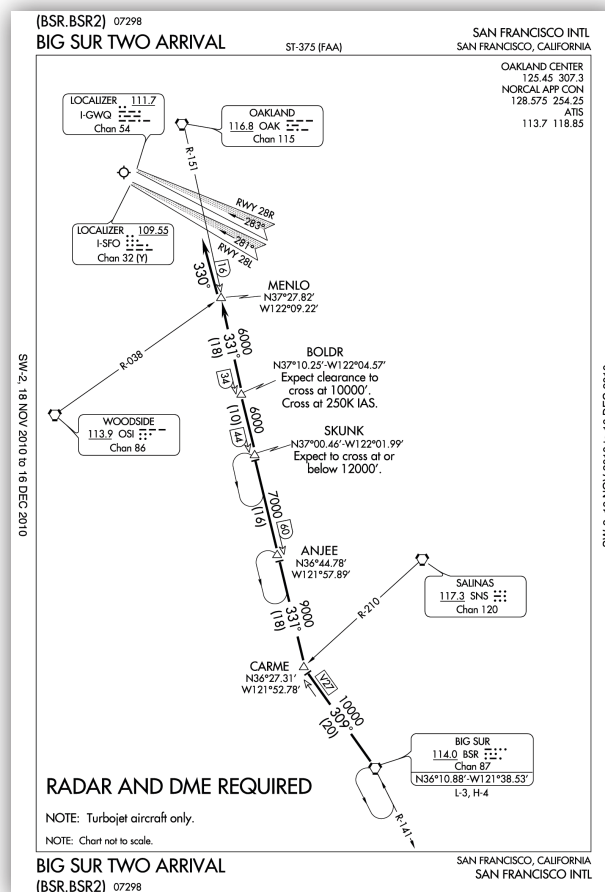 (BSR.BSR2) 07298
BIG SUR TWO ARRIVAL
ST-375 (FAA)
SAN FRANCISCO INTL
SAN FRANCISCO, CALIFORNIA
OAKLAND CENTER
125.45 307.3
NORCAL APP CON
128.575 254.25
ATIS
113.7 118.85
LOCALIZER 111.7
I-GWQ
Chan 54
OAKLAND
116.8 OAK
Chan 115
R-151
RWY 28R
283°
281°
RWY 28L
LOCALIZER 109.55
I-SFO
Chan 32 (Y)
330°
16
MENLO
N37°27.82'
W122°09.22'
6000
331°
(18)
R-038
BOLDR
N37°10.25'-W122°04.57'
Expect clearance to
cross at 10000'.
Cross at 250K IAS.
34
6000
(10)
44
WOODSIDE
113.9 OSI
Chan 86
SKUNK
N37°00.46'-W122°01.99'
Expect to cross at or
below 12000'.
7000
(16)
60
ANJEE
N36°44.78'
W121°57.89'
9000
331°
(18)
SALINAS
117.3 SNS
Chan 120
R-210
CARME
N36°27.31'
W121°52.78'
V27
10000
309°
(20)
BIG SUR
114.0 BSR
Chan 87
N36°10.88'-W121°38.53'
L-3, H-4
R-141
RADAR AND DME REQUIRED
NOTE: Turbojet aircraft only.
NOTE: Chart not to scale.
SW-2, 18 NOV 2010 to 16 DEC 2010
BIG SUR TWO ARRIVAL
(BSR.BSR2) 07298
SAN FRANCISCO, CALIFORNIA
SAN FRANCISCO INTL